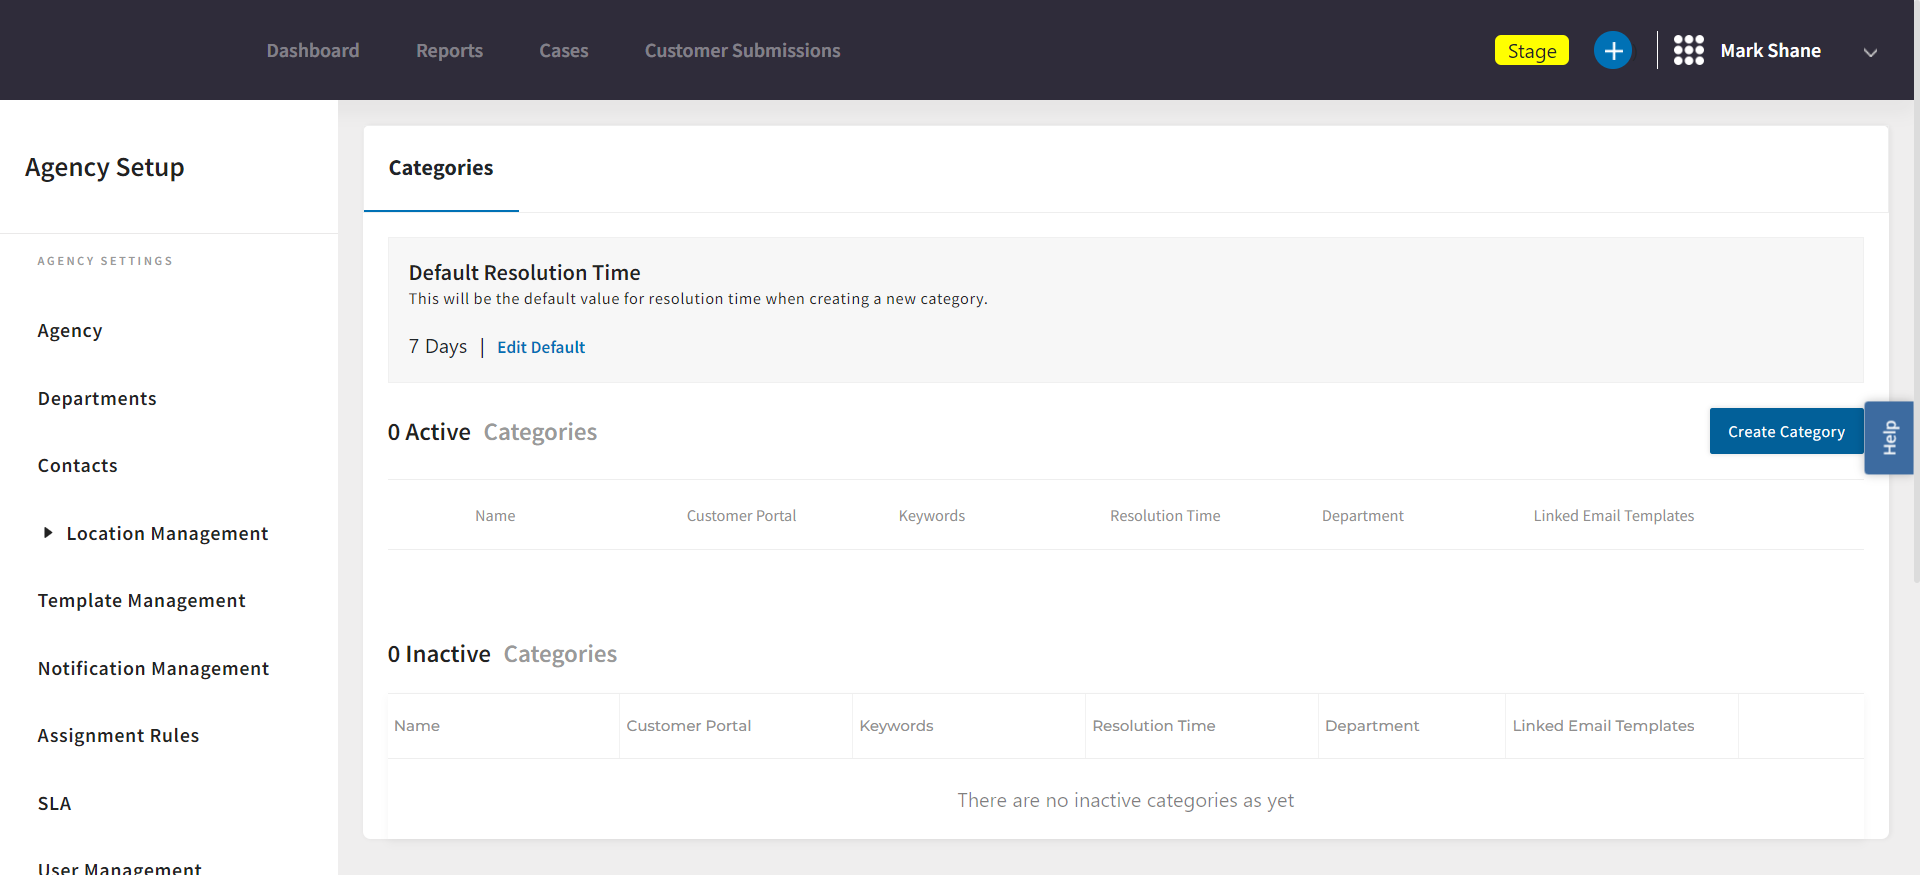 Dashboard Reports Cases Customer Submissions Stage Mark Shane
Agency Setup
AGENCY SETTINGS
Agency
Departments
Contacts
Location Management
Template Management
Notification Management
Assignment Rules
SLA
User Management
Categories
Default Resolution Time
This will be the default value for resolution time when creating a new category.
7 Days | Edit Default
0 Active Categories
Create Category
Help
Name Customer Portal Keywords Resolution Time Department Linked Email Templates
0 Inactive Categories
Name Customer Portal Keywords Resolution Time Department Linked Email Templates
There are no inactive categories as yet